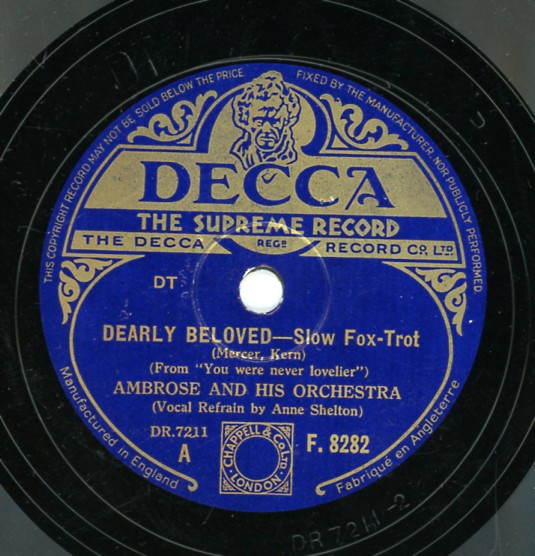 THIS COPYRIGHT RECORD MAY NOT BE SOLD BELOW THE PRICE FIXED BY THE MANUFACTURER, NOR PUBLICLY PERFORMED.
DECCA
THE SUPREME RECORD
THE DECCA REGD RECORD CO, LTD.
DT
DEARLY BELOVED—Slow Fox-Trot
(Mercer, Kern)
(From "You were never lovelier")
AMBROSE AND HIS ORCHESTRA
(Vocal Refrain by Anne Shelton)
DR.7211
A
F. 8282
CHAPPELL & CO LTD
LONDON
Manufactured in England
Fabriqué en Angleterre
DR 7211-2